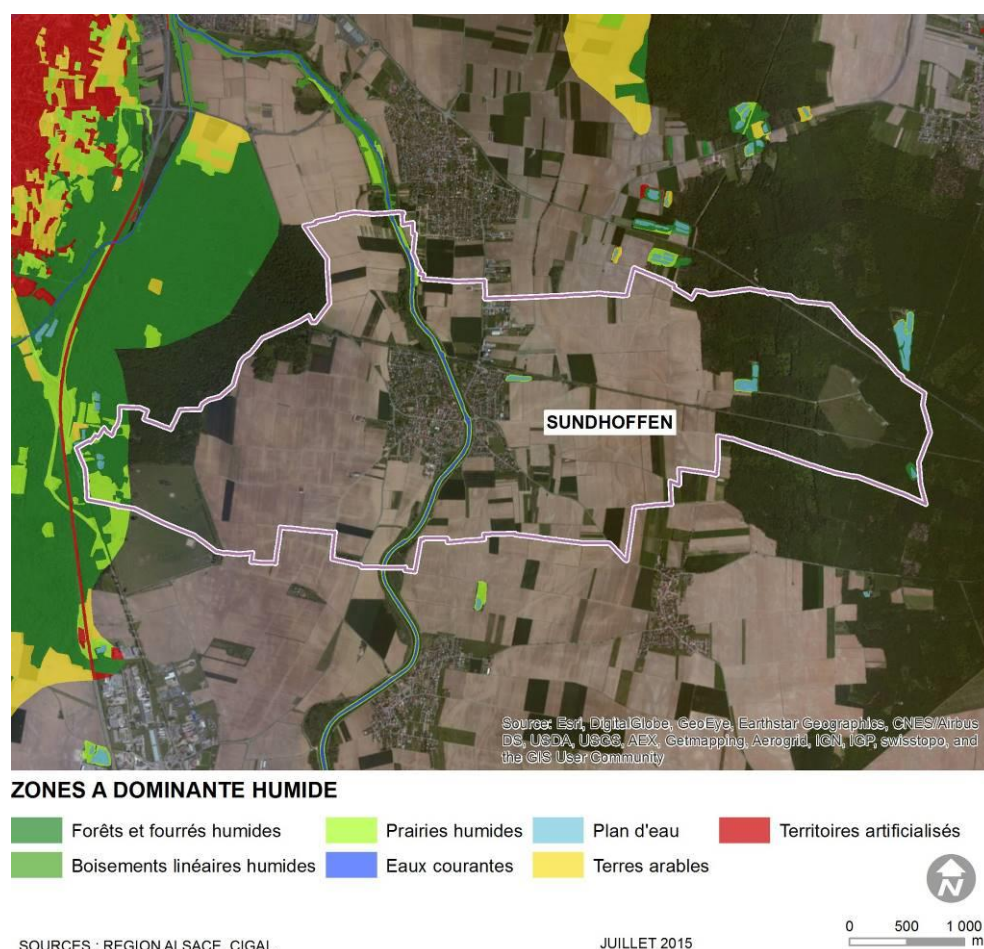 SUNDHOFFEN
Source: Esri, DigitalGlobe, GeoEye, Earthstar Geographics, CNES/Airbus
DS, USDA, USGS, AEX, Getmapping, Aerogrid, IGN, IGP, swisstopo, and
the GIS User Community
ZONES A DOMINANTE HUMIDE
Forêts et fourrés humides
Prairies humides
Plan d'eau
Territoires artificialisés
Boisements linéaires humides
Eaux courantes
Terres arables
N
0 500 1 000
m
SOURCES : REGION ALSACE, CIGAL
JUILLET 2015